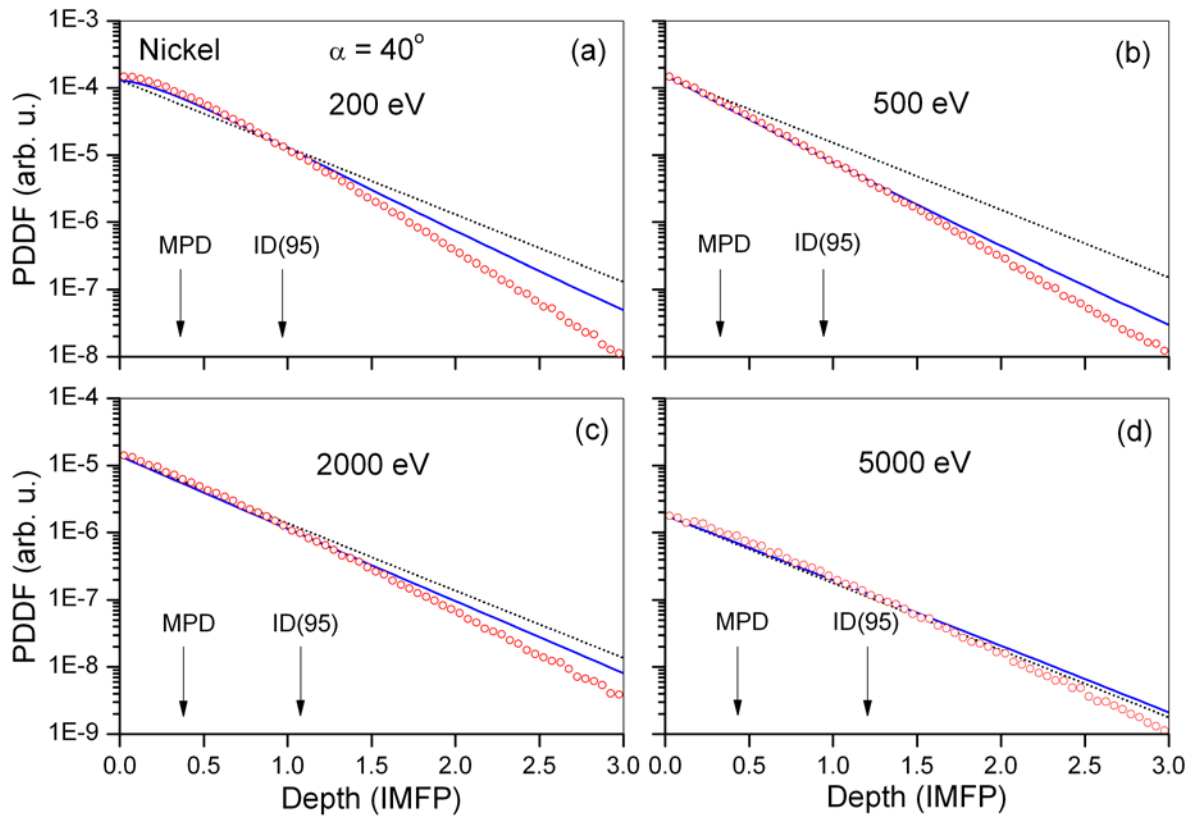 1E-3
Nickel
α = 40°
(a)
(b)
1E-4
200 eV
500 eV
1E-5
PDDF (arb. u.)
1E-6
MPD
ID(95)
MPD
ID(95)
1E-7
1E-8
1E-4
(c)
(d)
1E-5
2000 eV
5000 eV
PDDF (arb. u.)
1E-6
1E-7
MPD
ID(95)
MPD
ID(95)
1E-8
1E-9
0.0 0.5 1.0 1.5 2.0 2.5 3.0
0.0 0.5 1.0 1.5 2.0 2.5 3.0
Depth (IMFP)
Depth (IMFP)